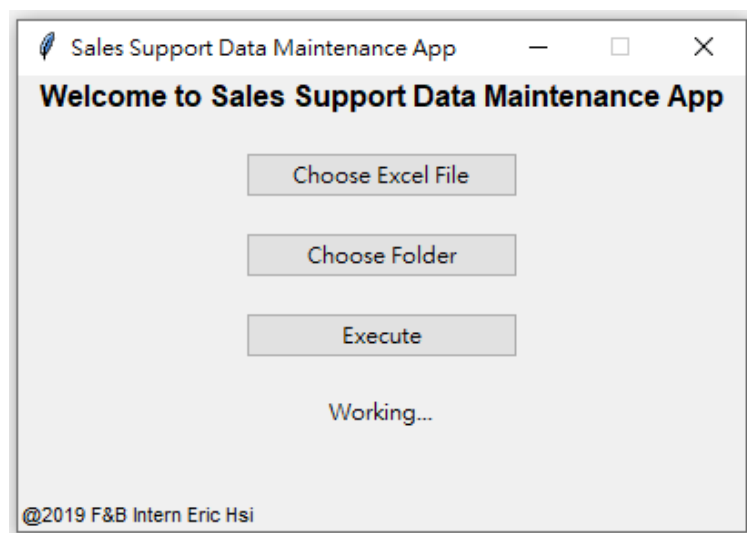 Sales Support Data Maintenance App
Welcome to Sales Support Data Maintenance App
Choose Excel File
Choose Folder
Execute
Working...
@2019 F&B Intern Eric Hsi